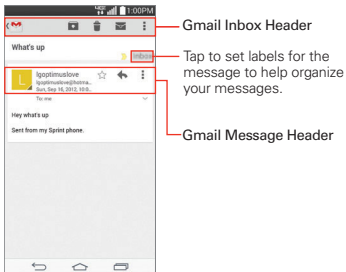 1:00PM
Gmail Inbox Header
What's up
Inbox
Tap to set labels for the
message to help organize
your messages.
L
lgoptimuslove
lgoptimuslove@hotma..
Sun, Sep 16, 2012, 10:0..
To: me
Gmail Message Header
Hey what's up
Sent from my Sprint phone.